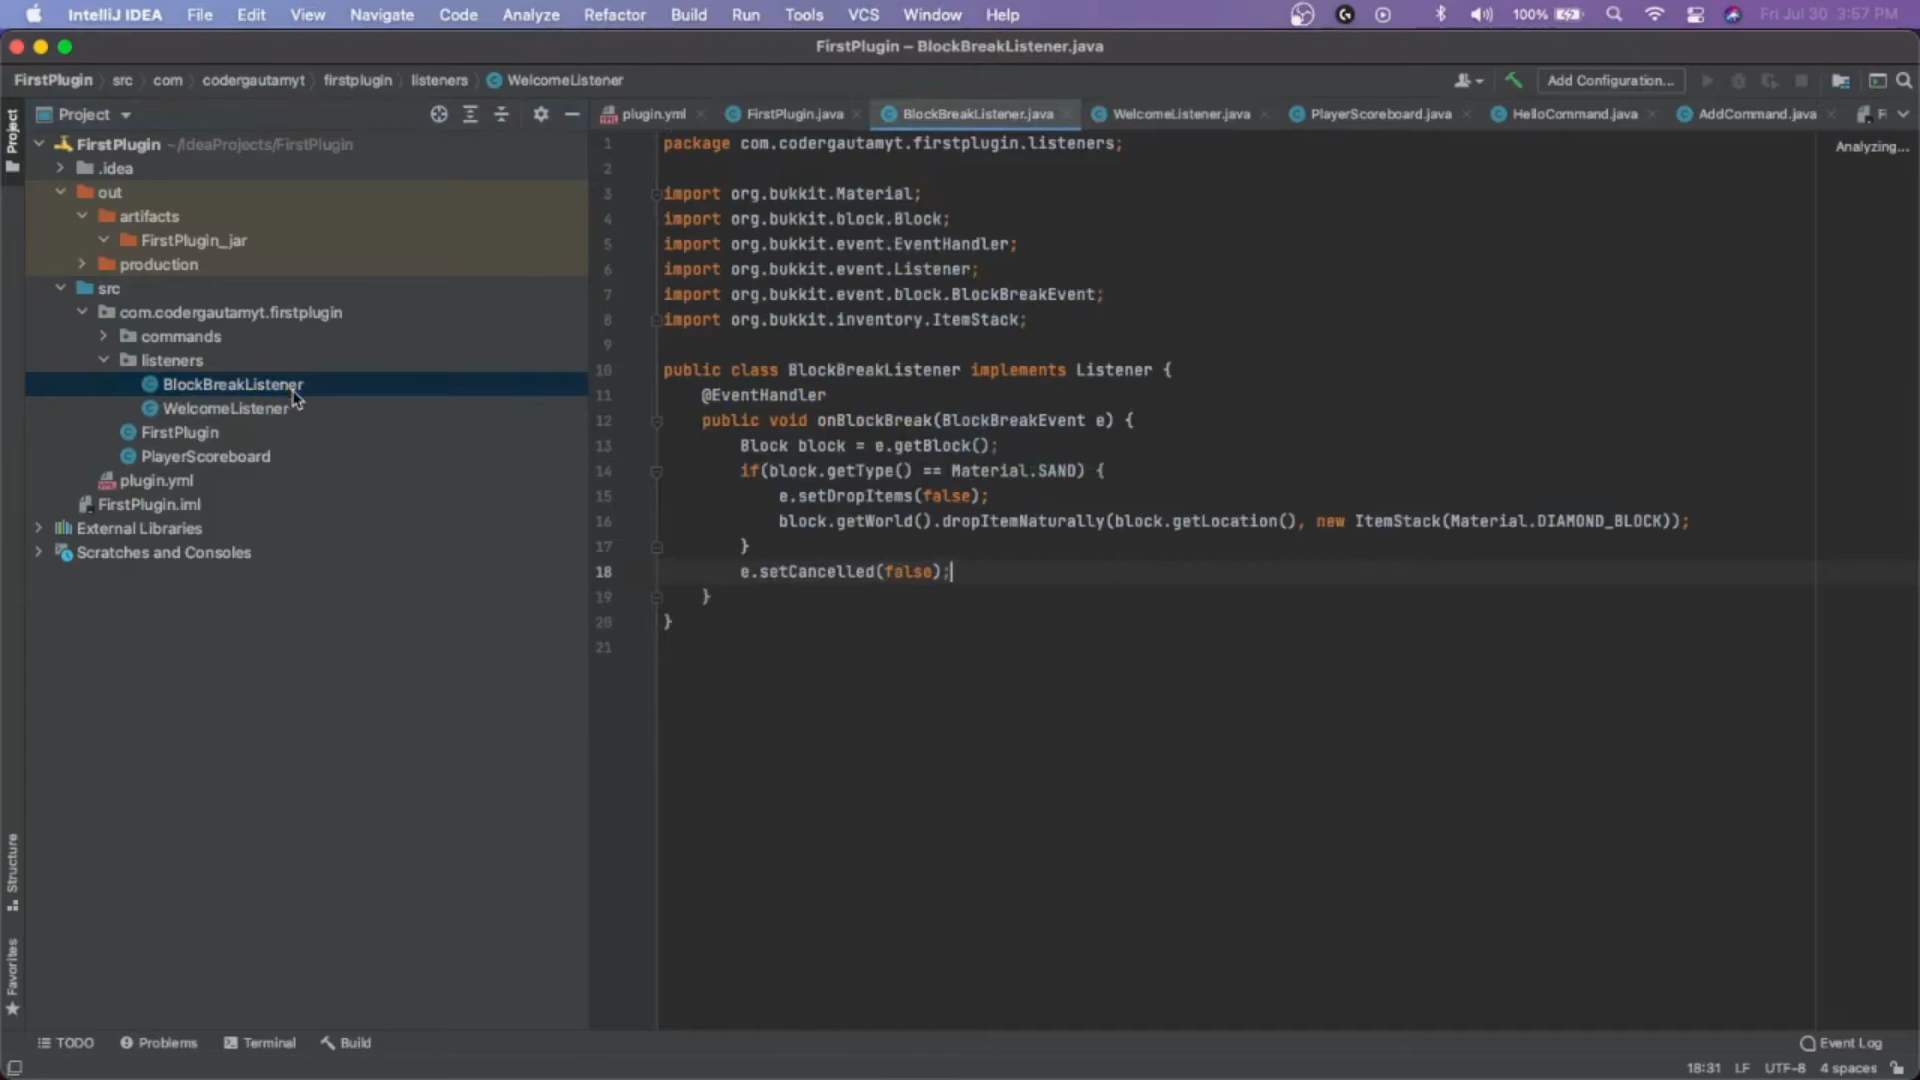 IntelliJ IDEA File Edit View Navigate Code Analyze Refactor Build Run Tools VCS Window Help 100% Fri Jul 30 3:57 PM
FirstPlugin – BlockBreakListener.java
FirstPlugin src com codergautamyt firstplugin listeners WelcomeListener Add Configuration...
Project plugin.yml FirstPlugin.java BlockBreakListener.java WelcomeListener.java PlayerScoreboard.java HelloCommand.java AddCommand.java
Project
FirstPlugin ~/IdeaProjects/FirstPlugin
.idea
out
artifacts
FirstPlugin_jar
production
src
com.codergautamyt.firstplugin
commands
listeners
BlockBreakListener
WelcomeListener
FirstPlugin
PlayerScoreboard
plugin.yml
FirstPlugin.iml
External Libraries
Scratches and Consoles
Analyzing...
1 package com.codergautamyt.firstplugin.listeners;
2
3 import org.bukkit.Material;
4 import org.bukkit.block.Block;
5 import org.bukkit.event.EventHandler;
6 import org.bukkit.event.Listener;
7 import org.bukkit.event.block.BlockBreakEvent;
8 import org.bukkit.inventory.ItemStack;
9
10 public class BlockBreakListener implements Listener {
11 @EventHandler
12 public void onBlockBreak(BlockBreakEvent e) {
13 Block block = e.getBlock();
14 if(block.getType() == Material.SAND) {
15 e.setDropItems(false);
16 block.getWorld().dropItemNaturally(block.getLocation(), new ItemStack(Material.DIAMOND_BLOCK));
17 }
18 e.setCancelled(false);
19 }
20 }
21
Structure
Favorites
TODO Problems Terminal Build Event Log
18:31 LF UTF-8 4 spaces